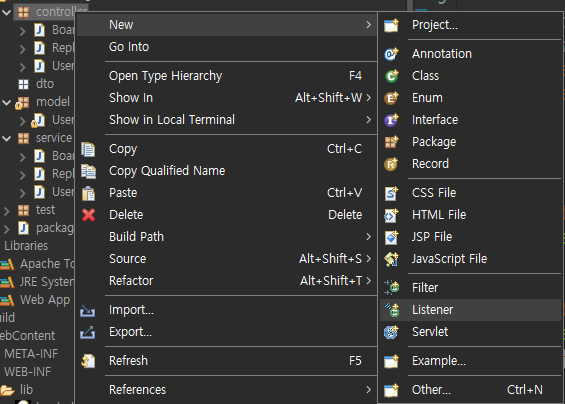 controller
Boar
Repl
User
dto
model
User
service
Boar
Repl
User
test
packag
Libraries
Apache To
JRE System
Web App
uild
ebContent
META-INF
WEB-INF
lib
New
Go Into
Open Type Hierarchy F4
Show In Alt+Shift+W
Show in Local Terminal
Copy Ctrl+C
Copy Qualified Name
Paste Ctrl+V
Delete Delete
Build Path
Source Alt+Shift+S
Refactor Alt+Shift+T
Import...
Export...
Refresh F5
References
Project...
Annotation
Class
Enum
Interface
Package
Record
CSS File
HTML File
JSP File
JavaScript File
Filter
Listener
Servlet
Example...
Other... Ctrl+N